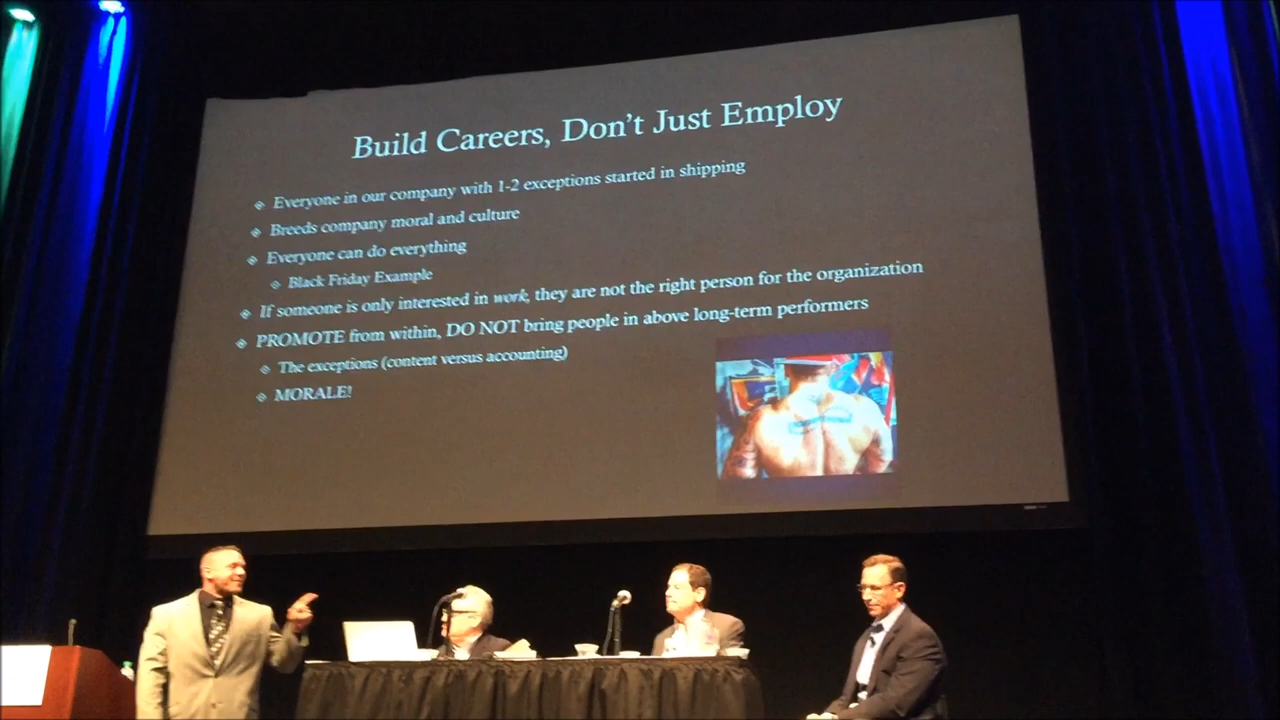 Build Careers, Don't Just Employ
Everyone in our company with 1-2 exceptions started in shipping
Breeds company moral and culture
Everyone can do everything
Black Friday Example
If someone is only interested in work, they are not the right person for the organization
PROMOTE from within, DO NOT bring people in above long-term performers
The exceptions (content versus accounting)
MORALE!